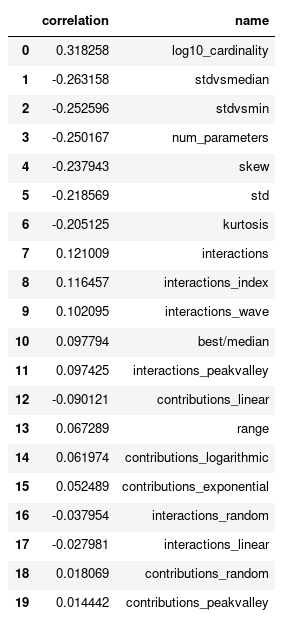 correlation name
0 0.318258 log10_cardinality
1 -0.263158 stdvsmedian
2 -0.252596 stdvsmin
3 -0.250167 num_parameters
4 -0.237943 skew
5 -0.218569 std
6 -0.205125 kurtosis
7 0.121009 interactions
8 0.116457 interactions_index
9 0.102095 interactions_wave
10 0.097794 best/median
11 0.097425 interactions_peakvalley
12 -0.090121 contributions_linear
13 0.067289 range
14 0.061974 contributions_logarithmic
15 0.052489 contributions_exponential
16 -0.037954 interactions_random
17 -0.027981 interactions_linear
18 0.018069 contributions_random
19 0.014442 contributions_peakvalley